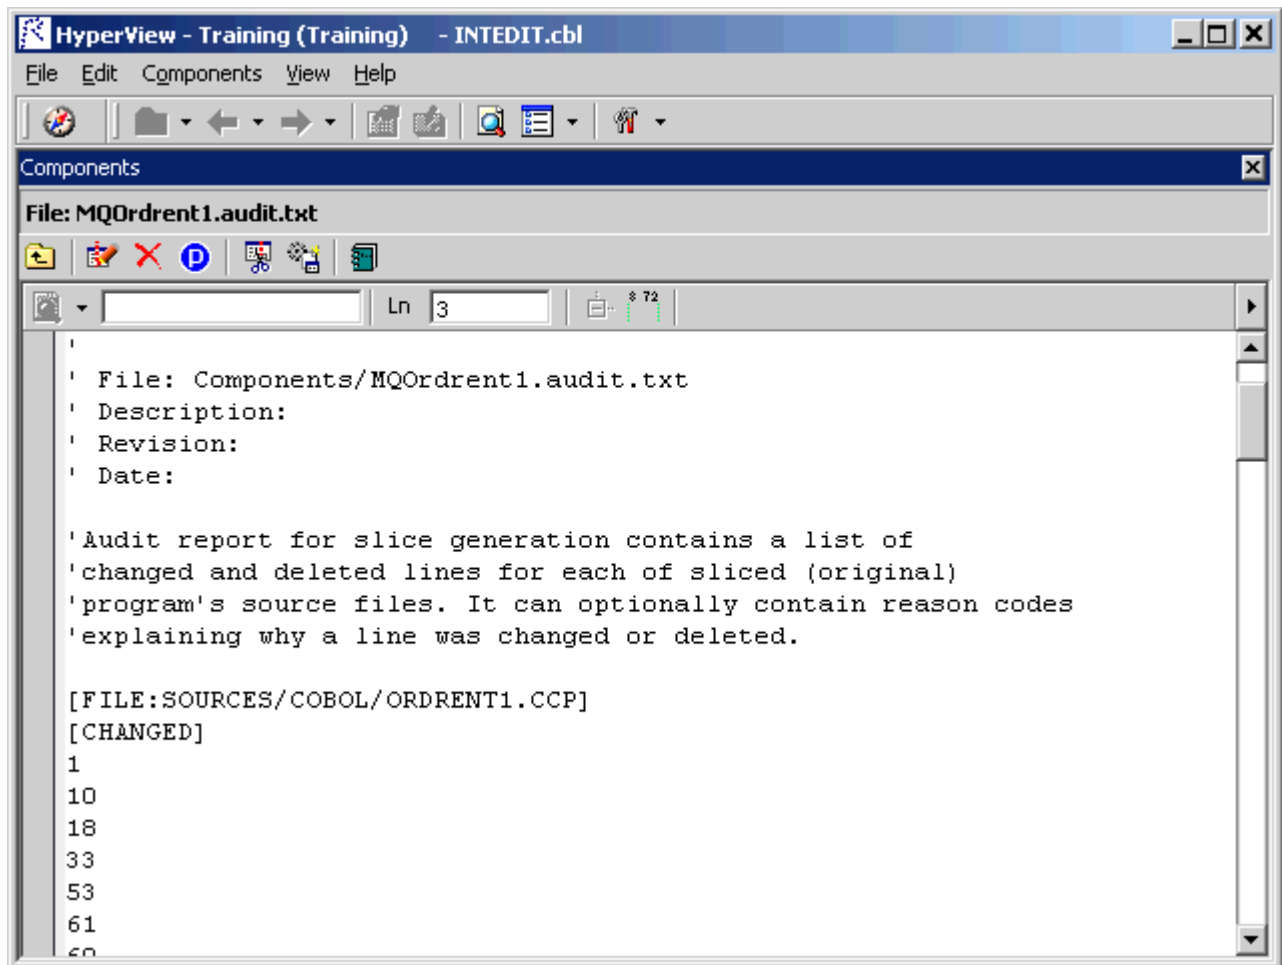 HyperView - Training (Training) - INTEDIT.cbl
File Edit Components View Help
Components
File: MQOrdrent1.audit.txt
Ln 3 8 72
'
' File: Components/MQOrdrent1.audit.txt
' Description:
' Revision:
' Date:
'Audit report for slice generation contains a list of
'changed and deleted lines for each of sliced (original)
'program's source files. It can optionally contain reason codes
'explaining why a line was changed or deleted.
[FILE:SOURCES/COBOL/ORDRENT1.CCP]
[CHANGED]
1
10
18
33
53
61